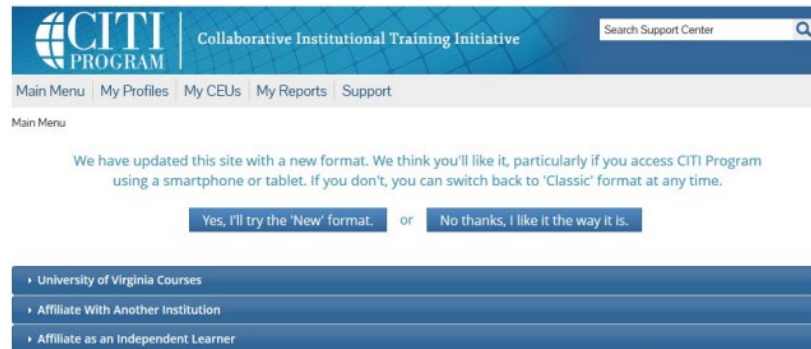 CITI
PROGRAM
Collaborative Institutional Training Initiative
Search Support Center
Main Menu My Profiles My CEUs My Reports Support
Main Menu
We have updated this site with a new format. We think you'll like it, particularly if you access CITI Program
using a smartphone or tablet. If you don't, you can switch back to 'Classic' format at any time.
Yes, I'll try the 'New' format. or No thanks, I like it the way it is.
University of Virginia Courses
Affiliate With Another Institution
Affiliate as an Independent Learner